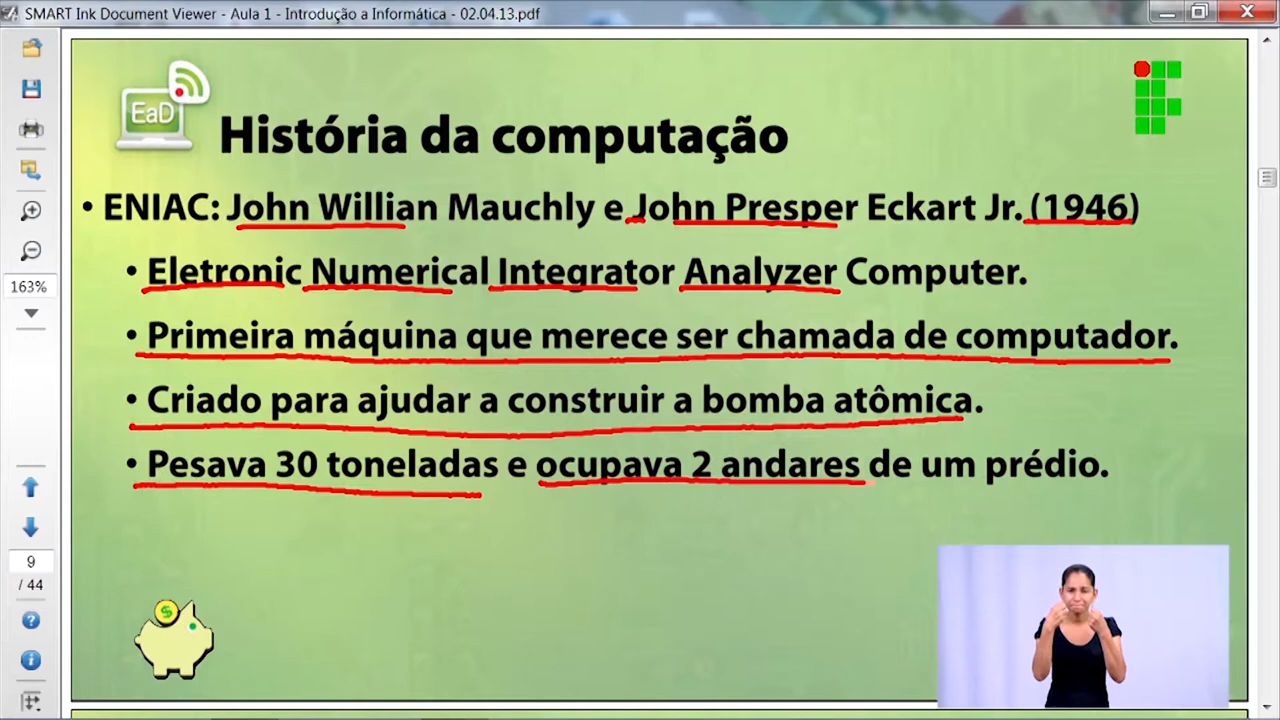 SMART Ink Document Viewer - Aula 1 - Introdução a Informática - 02.04.13.pdf
EaD
História da computação
• ENIAC: John Willian Mauchly e John Presper Eckart Jr. (1946)
• Eletronic Numerical Integrator Analyzer Computer.
• Primeira máquina que merece ser chamada de computador.
• Criado para ajudar a construir a bomba atômica.
• Pesava 30 toneladas e ocupava 2 andares de um prédio.
163%
9
/ 44
$